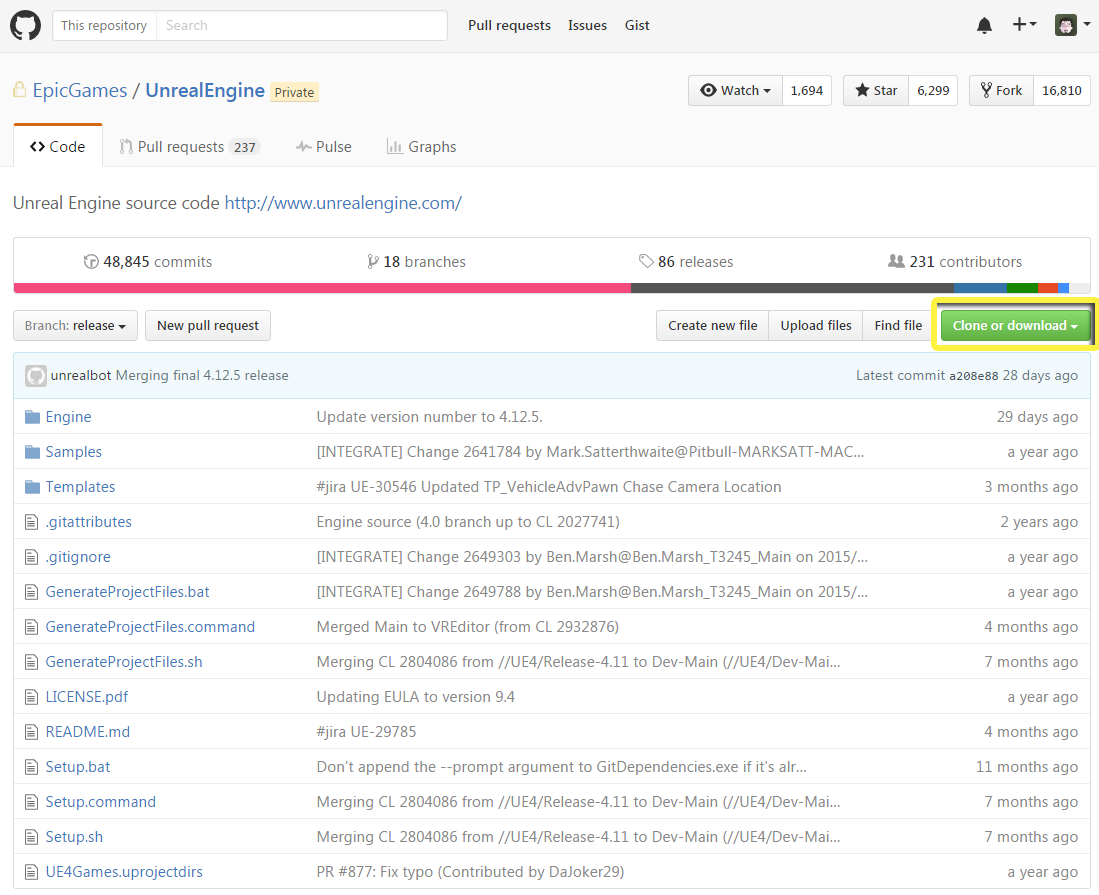 This repository Search Pull requests Issues Gist
EpicGames / UnrealEngine Private Watch 1,694 Star 6,299 Fork 16,810
Code Pull requests 237 Pulse Graphs
Unreal Engine source code http://www.unrealengine.com/
48,845 commits 18 branches 86 releases 231 contributors
Branch: release New pull request Create new file Upload files Find file Clone or download
unrealbot Merging final 4.12.5 release Latest commit a208e88 28 days ago
Engine Update version number to 4.12.5. 29 days ago
Samples [INTEGRATE] Change 2641784 by Mark.Satterthwaite@Pitbull-MARKSATT-MAC... a year ago
Templates #jira UE-30546 Updated TP_VehicleAdvPawn Chase Camera Location 3 months ago
.gitattributes Engine source (4.0 branch up to CL 2027741) 2 years ago
.gitignore [INTEGRATE] Change 2649303 by Ben.Marsh@Ben.Marsh_T3245_Main on 2015/... a year ago
GenerateProjectFiles.bat [INTEGRATE] Change 2649788 by Ben.Marsh@Ben.Marsh_T3245_Main on 2015/... a year ago
GenerateProjectFiles.command Merged Main to VREditor (from CL 2932876) 4 months ago
GenerateProjectFiles.sh Merging CL 2804086 from //UE4/Release-4.11 to Dev-Main (//UE4/Dev-Mai... 7 months ago
LICENSE.pdf Updating EULA to version 9.4 a year ago
README.md #jira UE-29785 4 months ago
Setup.bat Don't append the --prompt argument to GitDependencies.exe if it's alr... 11 months ago
Setup.command Merging CL 2804086 from //UE4/Release-4.11 to Dev-Main (//UE4/Dev-Mai... 7 months ago
Setup.sh Merging CL 2804086 from //UE4/Release-4.11 to Dev-Main (//UE4/Dev-Mai... 7 months ago
UE4Games.uprojectdirs PR #877: Fix typo (Contributed by DaJoker29) a year ago